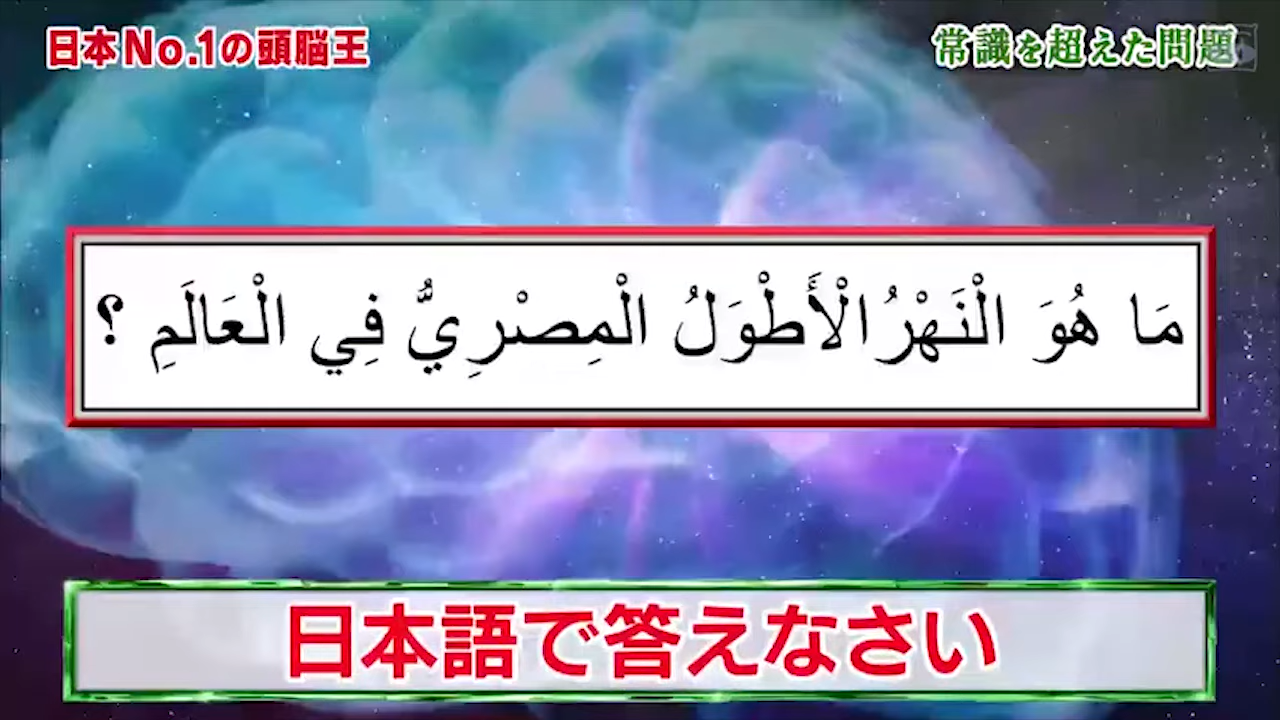 日本No.1の頭脳王
常識を超えた問題
مَا هُوَ الْنَهْرُ الْأَطْوَلُ الْمِصْرِيُّ فِي الْعَالَمِ ؟
日本語で答えなさい